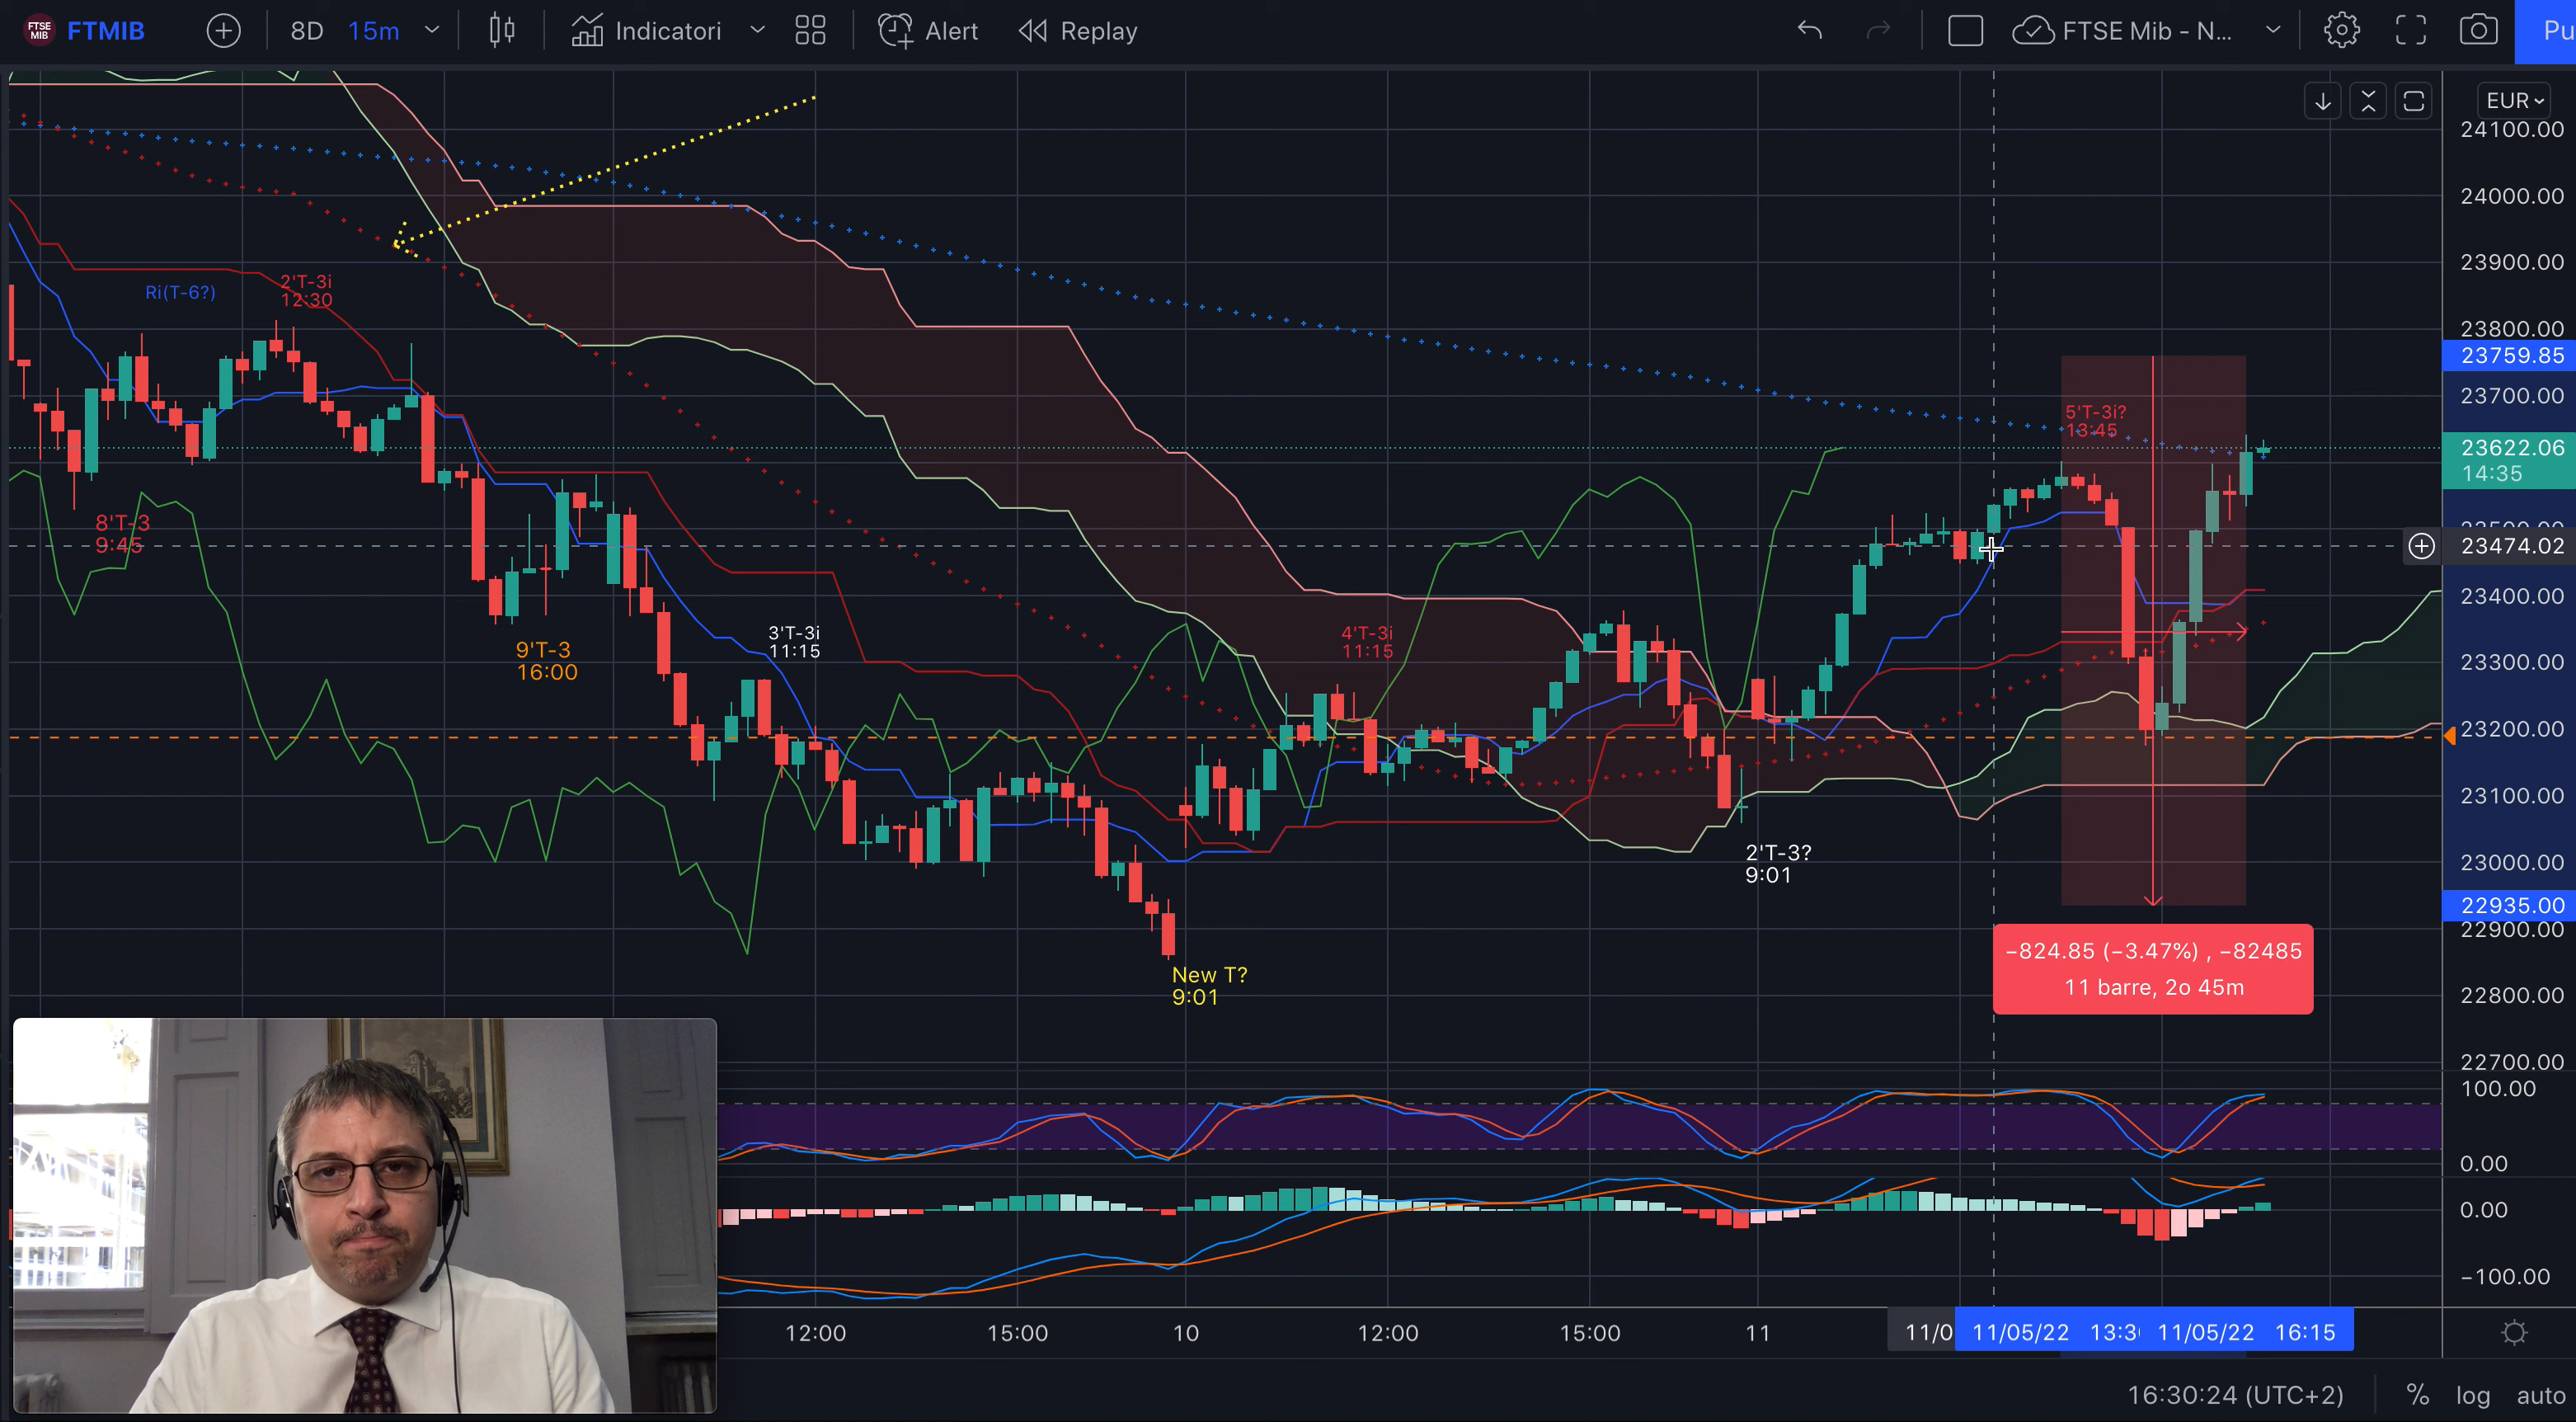 FTSE MIB FTMIB 8D 15m Indicatori Alert Replay FTSE Mib - N... Pu
EUR
24100.00
24000.00
23900.00
23800.00
23759.85
23700.00
23622.06
14:35
23474.02
23400.00
23300.00
23200.00
23100.00
23000.00
22935.00
22900.00
22800.00
22700.00
100.00
0.00
0.00
−100.00
Ri(T-6?)
2'T-3i
12:30
8'T-3
9:45
9'T-3
16:00
3'T-3i
11:15
New T?
9:01
4'T-3i
11:15
2'T-3?
9:01
5'T-3i?
13:45
−824.85 (−3.47%) , −82485
11 barre, 2o 45m
12:00 15:00 10 12:00 15:00 11 11/0 11/05/22 13:3 11/05/22 16:15
16:30:24 (UTC+2) % log auto